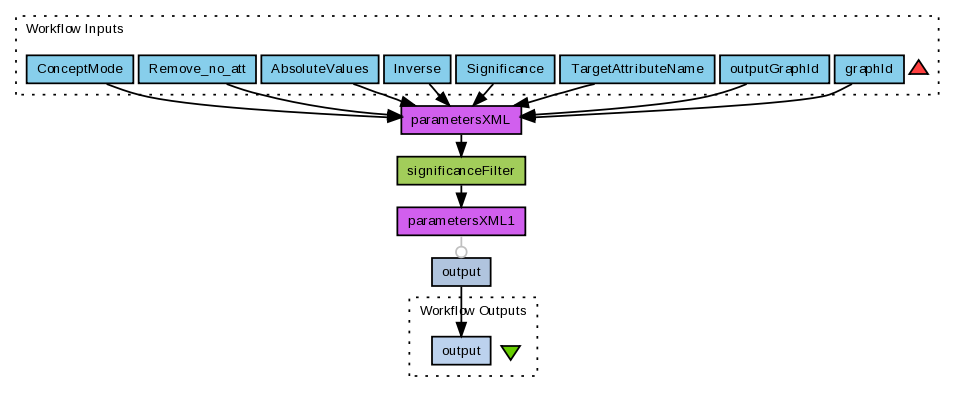 Workflow Inputs
ConceptMode Remove_no_att AbsoluteValues Inverse Significance TargetAttributeName outputGraphId graphId
parametersXML
significanceFilter
parametersXML1
output
Workflow Outputs
output